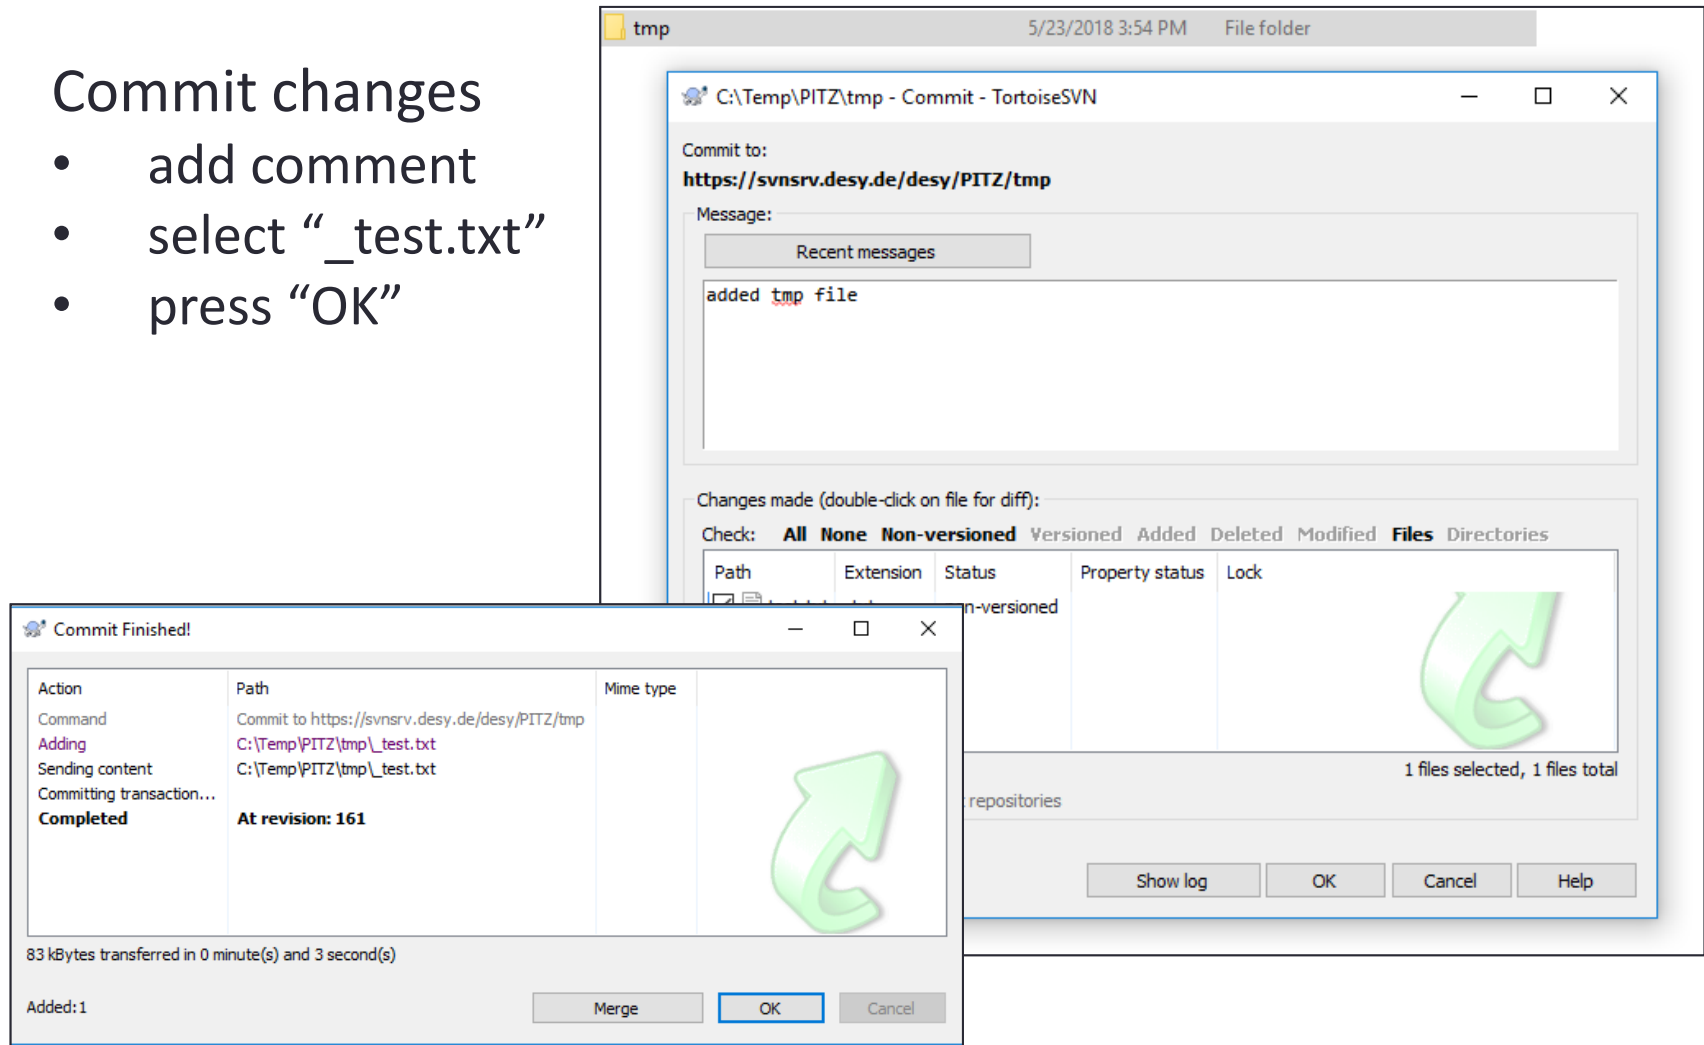 Commit changes
• add comment
• select “_test.txt”
• press “OK”
tmp 5/23/2018 3:54 PM File folder
C:\Temp\PITZ\tmp - Commit - TortoiseSVN
Commit to:
https://svnsrv.desy.de/desy/PITZ/tmp
Message:
Recent messages
added tmp file
Changes made (double-click on file for diff):
Check: All None Non-versioned Versioned Added Deleted Modified Files Directories
Path Extension Status Property status Lock
n-versioned
1 files selected, 1 files total
repositories
Show log OK Cancel Help
Commit Finished!
Action Path Mime type
Command Commit to https://svnsrv.desy.de/desy/PITZ/tmp
Adding C:\Temp\PITZ\tmp\_test.txt
Sending content C:\Temp\PITZ\tmp\_test.txt
Committing transaction...
Completed At revision: 161
83 kBytes transferred in 0 minute(s) and 3 second(s)
Added:1
Merge OK Cancel